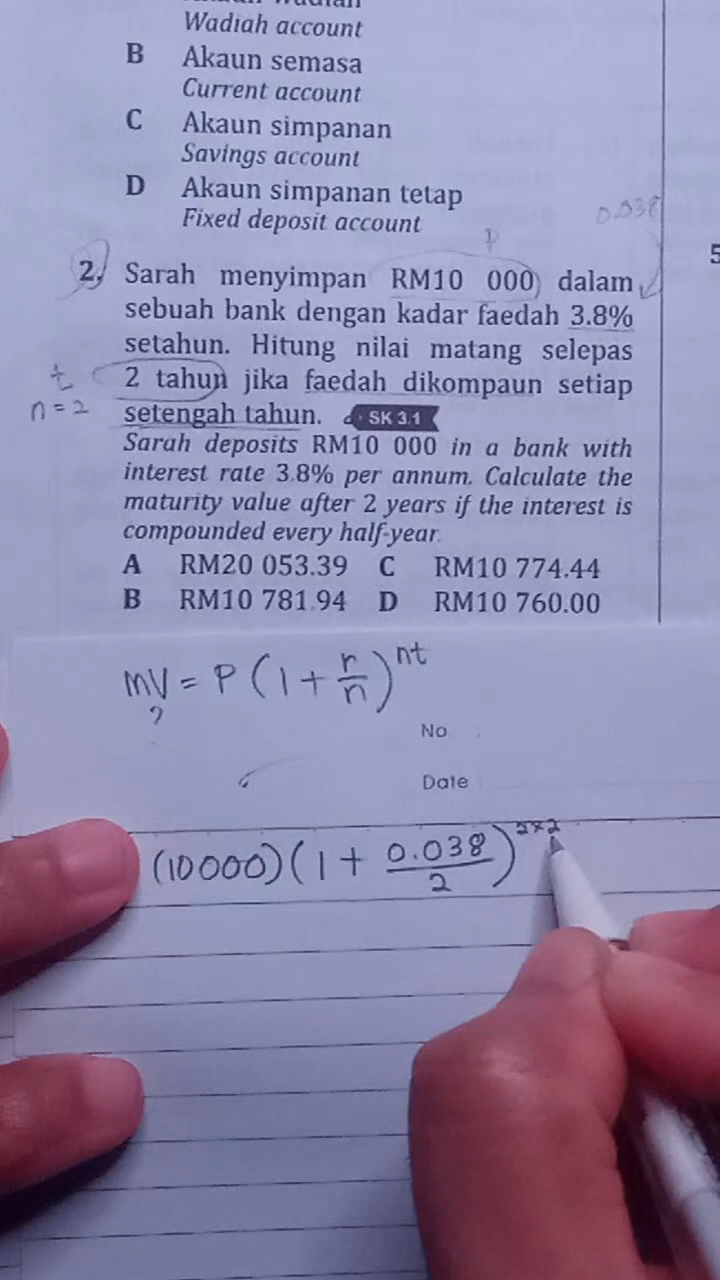 Wadiah account
B Akaun semasa
Current account
C Akaun simpanan
Savings account
D Akaun simpanan tetap
Fixed deposit account
0.038
P
5
2. Sarah menyimpan RM10 000 dalam
sebuah bank dengan kadar faedah 3.8%
setahun. Hitung nilai matang selepas
t
2 tahun jika faedah dikompaun setiap
n = 2
setengah tahun. SK 3.1
Sarah deposits RM10 000 in a bank with
interest rate 3.8% per annum. Calculate the
maturity value after 2 years if the interest is
compounded every half-year.
A RM20 053.39 C RM10 774.44
B RM10 781.94 D RM10 760.00
MV = P(1 + r/n)^nt
?
No
Date
(10000)(1 + 0.038/2)^2×2